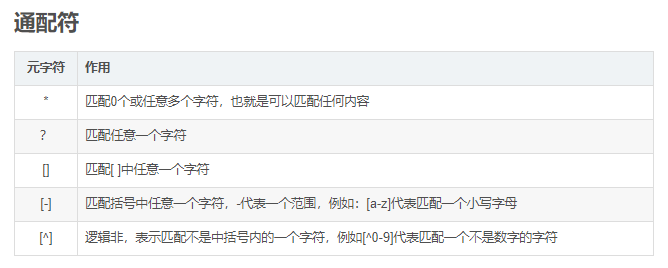 通配符
元字符 作用
* 匹配0个或任意多个字符，也就是可以匹配任何内容
? 匹配任意一个字符
[] 匹配[ ]中任意一个字符
[-] 匹配括号中任意一个字符，-代表一个范围，例如：[a-z]代表匹配一个小写字母
[^] 逻辑非，表示匹配不是中括号内的一个字符，例如[^0-9]代表匹配一个不是数字的字符